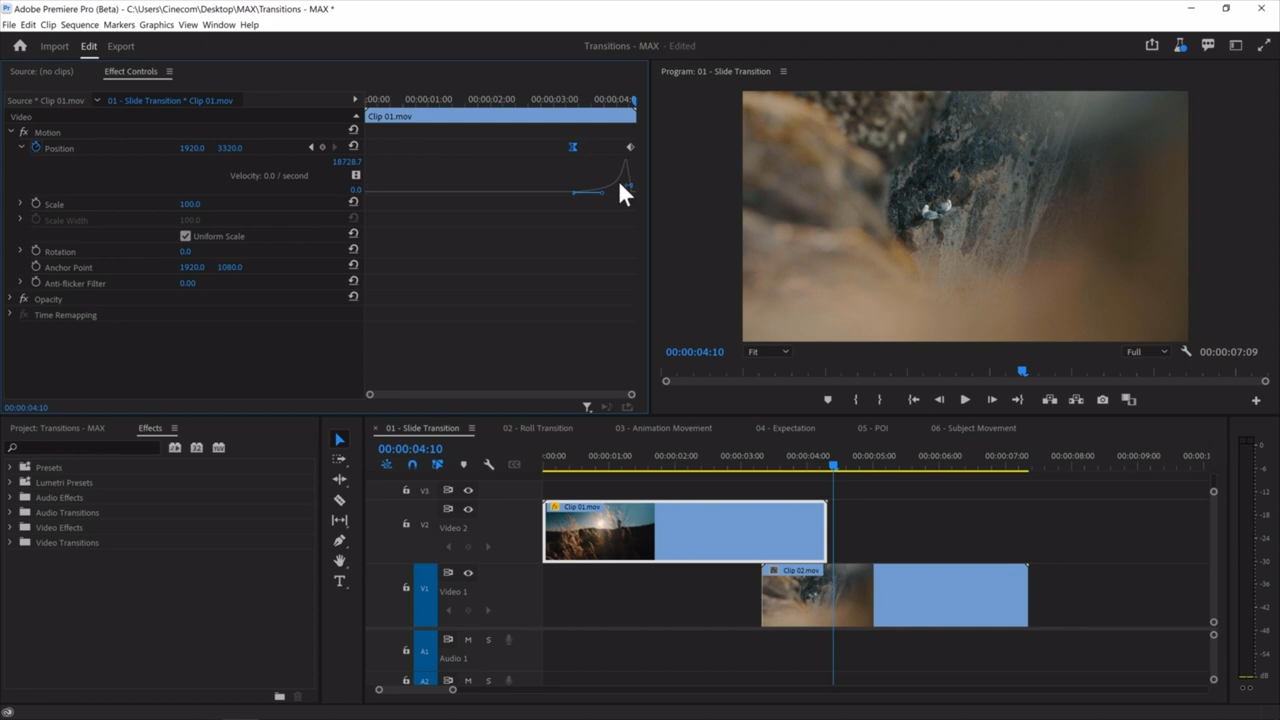 Pr Adobe Premiere Pro (Beta) - C:\Users\Cinecom\Desktop\MAX\Transitions - MAX *
File Edit Clip Sequence Markers Graphics View Window Help
Import Edit Export
Transitions - MAX - Edited
Source: (no clips) Effect Controls
Program: 01 - Slide Transition
Source * Clip 01.mov 01 - Slide Transition * Clip 01.mov
:00:00 00:00:01:00 00:00:02:00 00:00:03:00 00:00:04:
Video
Clip 01.mov
fx Motion
Position 1920.0 3320.0
18728.7
Velocity: 0.0 / second
0.0
Scale 100.0
Scale Width 100.0
Uniform Scale
Rotation 0.0
Anchor Point 1920.0 1080.0
Anti-flicker Filter 0.00
fx Opacity
fx Time Remapping
00:00:04:10 Fit Full 00:00:07:09
00:00:04:10
Project: Transitions - MAX Effects
Presets
Lumetri Presets
Audio Effects
Audio Transitions
Video Effects
Video Transitions
× 01 - Slide Transition 02 - Roll Transition 03 - Animation Movement 04 - Expectation 05 - POI 06 - Subject Movement
00:00:04:10
:00:00 00:00:01:00 00:00:02:00 00:00:03:00 00:00:04:00 00:00:05:00 00:00:06:00 00:00:07:00 00:00:08:00 00:00:09:00 00:00:1
V3
V2 Video 2
fx Clip 01.mov
V1 Video 1
Clip 02.mov
A1 M S
Audio 1
A2 M S
0
-6
-12
-18
-24
-30
-36
-42
-48
-54
dB